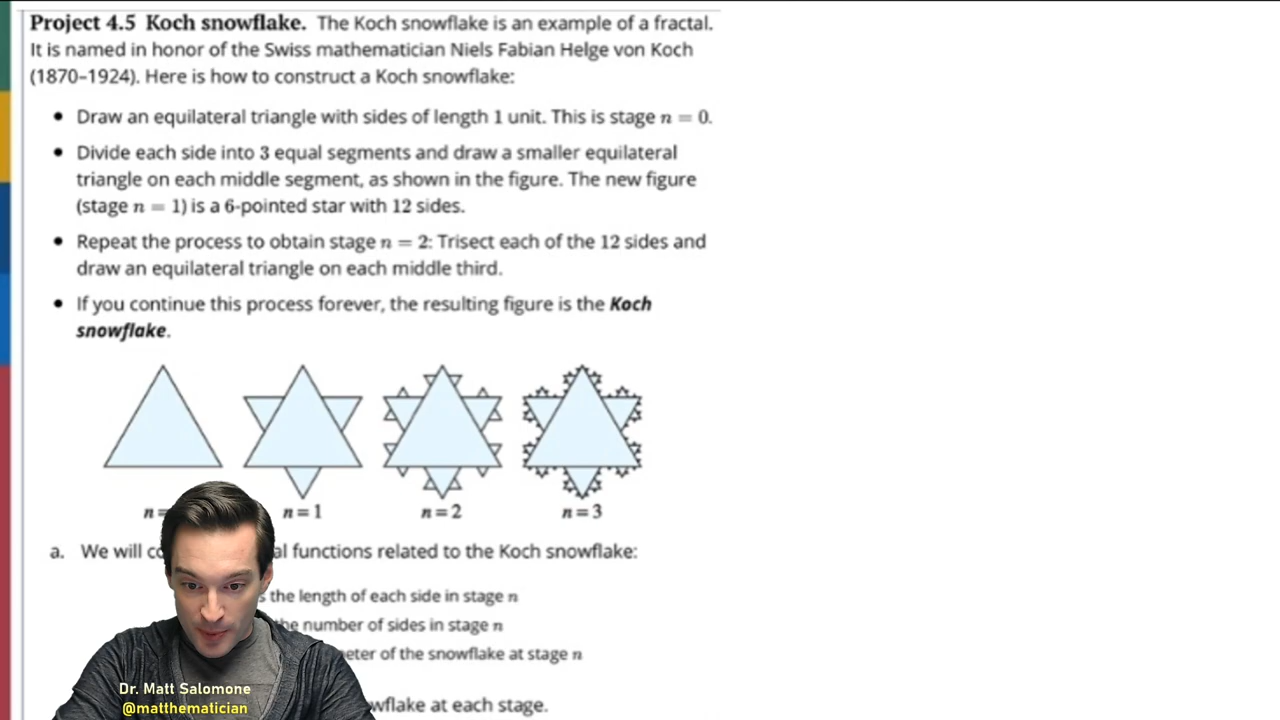 Project 4.5 Koch snowflake. The Koch snowflake is an example of a fractal.
It is named in honor of the Swiss mathematician Niels Fabian Helge von Koch
(1870–1924). Here is how to construct a Koch snowflake:
• Draw an equilateral triangle with sides of length 1 unit. This is stage n = 0.
• Divide each side into 3 equal segments and draw a smaller equilateral
triangle on each middle segment, as shown in the figure. The new figure
(stage n = 1) is a 6-pointed star with 12 sides.
• Repeat the process to obtain stage n = 2: Trisect each of the 12 sides and
draw an equilateral triangle on each middle third.
• If you continue this process forever, the resulting figure is the Koch
snowflake.
n = n = 1 n = 2 n = 3
a. We will functions related to the Koch snowflake:
the length of each side in stage n
the number of sides in stage n
of the snowflake at stage n
at each stage.
Dr. Matt Salomone
@matthematician